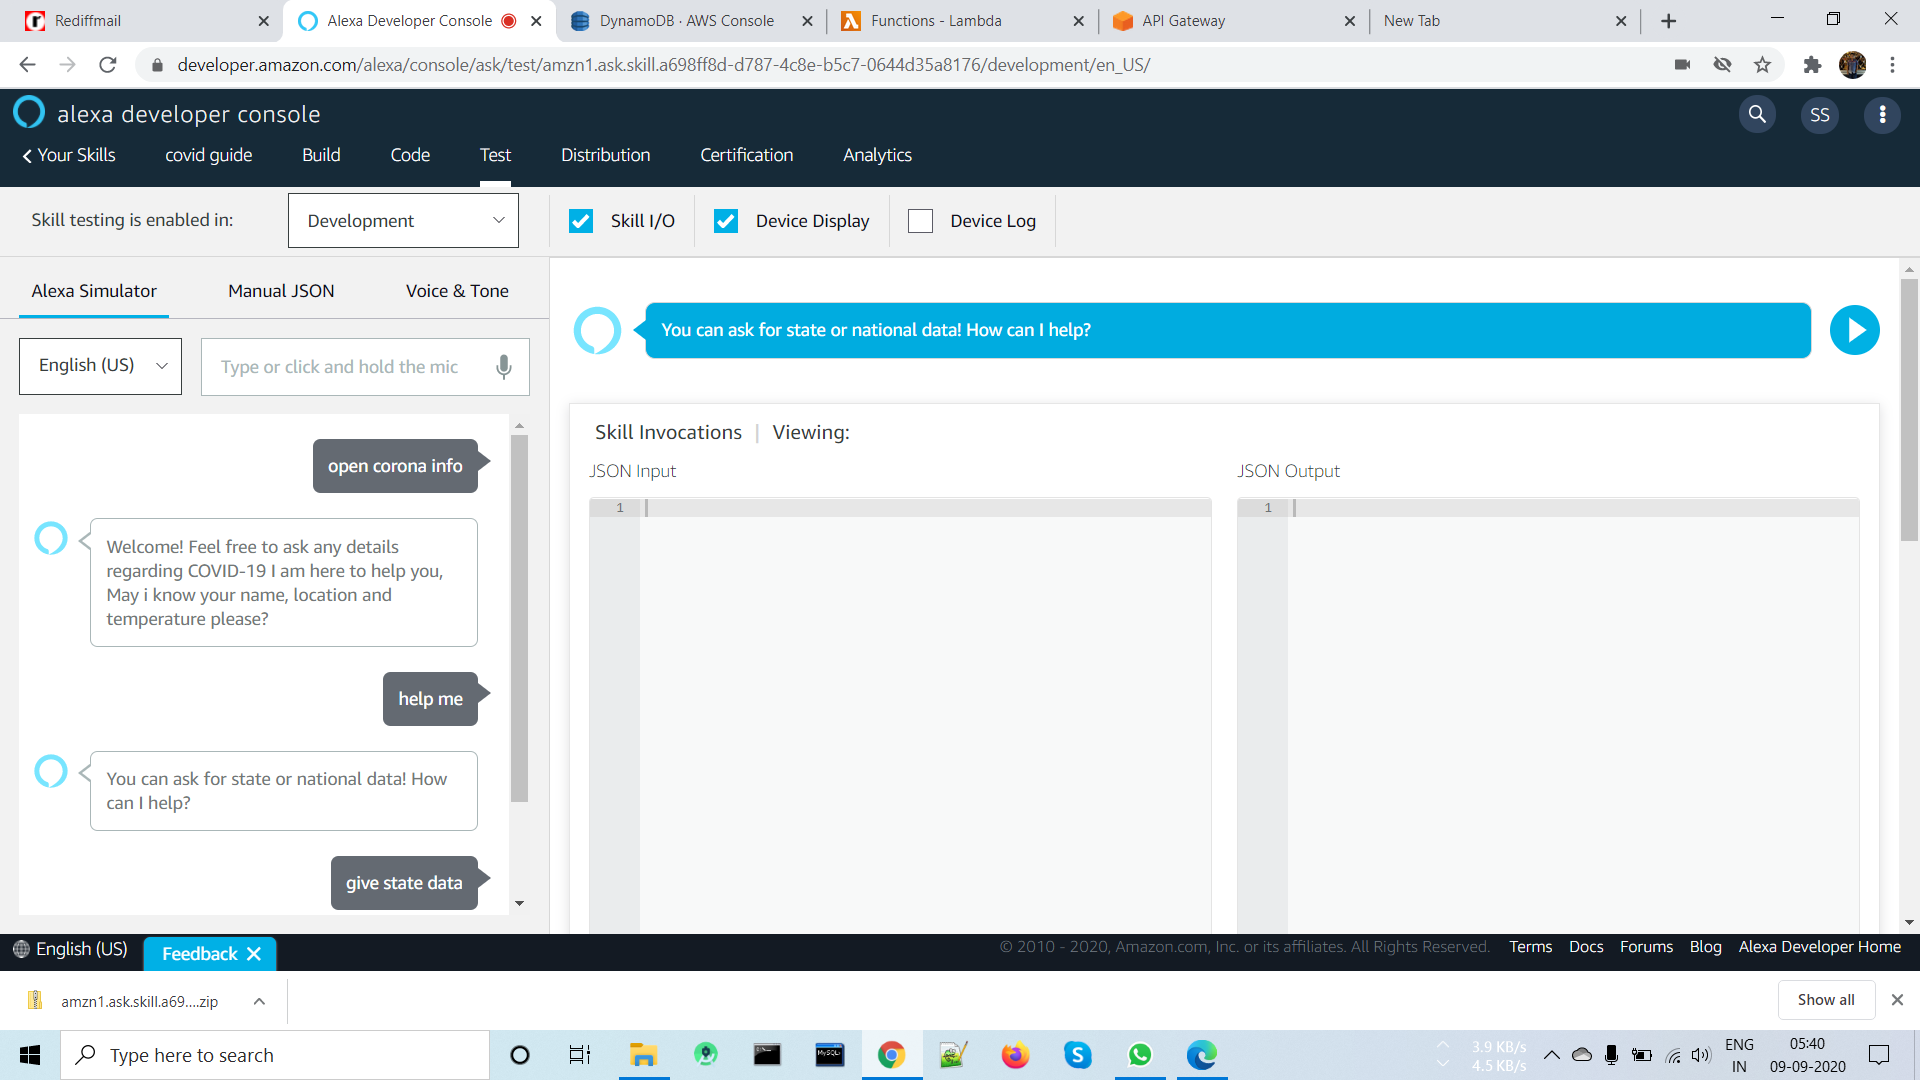 Rediffmail
Alexa Developer Console
DynamoDB · AWS Console
Functions - Lambda
API Gateway
New Tab
developer.amazon.com/alexa/console/ask/test/amzn1.ask.skill.a698ff8d-d787-4c8e-b5c7-0644d35a8176/development/en_US/
alexa developer console
SS
Your Skills
covid guide
Build
Code
Test
Distribution
Certification
Analytics
Skill testing is enabled in:
Development
Skill I/O
Device Display
Device Log
Alexa Simulator
Manual JSON
Voice & Tone
English (US)
Type or click and hold the mic
open corona info
Welcome! Feel free to ask any details
regarding COVID-19 I am here to help you,
May i know your name, location and
temperature please?
help me
You can ask for state or national data! How
can I help?
give state data
You can ask for state or national data! How can I help?
Skill Invocations | Viewing:
JSON Input
JSON Output
1
1
English (US)
Feedback
© 2010 - 2020, Amazon.com, Inc. or its affiliates. All Rights Reserved.
Terms
Docs
Forums
Blog
Alexa Developer Home
amzn1.ask.skill.a69....zip
Show all
Type here to search
MySQL
3.9 KB/s
4.5 KB/s
ENG
IN
05:40
09-09-2020